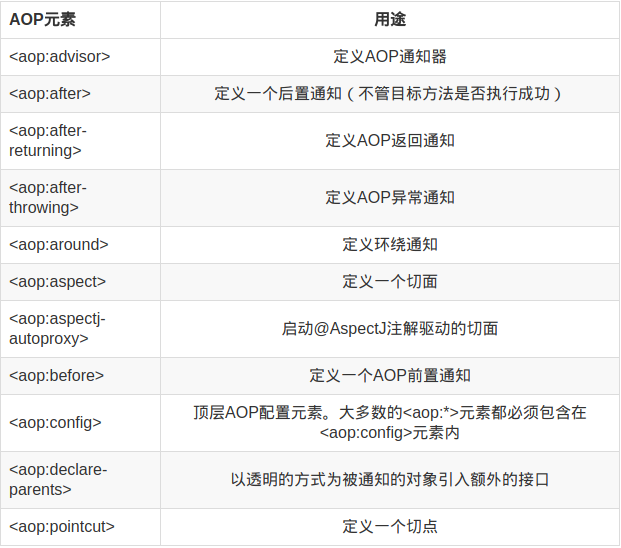 AOP元素 用途
<aop:advisor> 定义AOP通知器
<aop:after> 定义一个后置通知（不管目标方法是否执行成功）
<aop:after-
returning> 定义AOP返回通知
<aop:after-
throwing> 定义AOP异常通知
<aop:around> 定义环绕通知
<aop:aspect> 定义一个切面
<aop:aspectj-
autoproxy> 启动@AspectJ注解驱动的切面
<aop:before> 定义一个AOP前置通知
<aop:config> 顶层AOP配置元素。大多数的<aop:*>元素都必须包含在
<aop:config>元素内
<aop:declare-
parents> 以透明的方式为被通知的对象引入额外的接口
<aop:pointcut> 定义一个切点